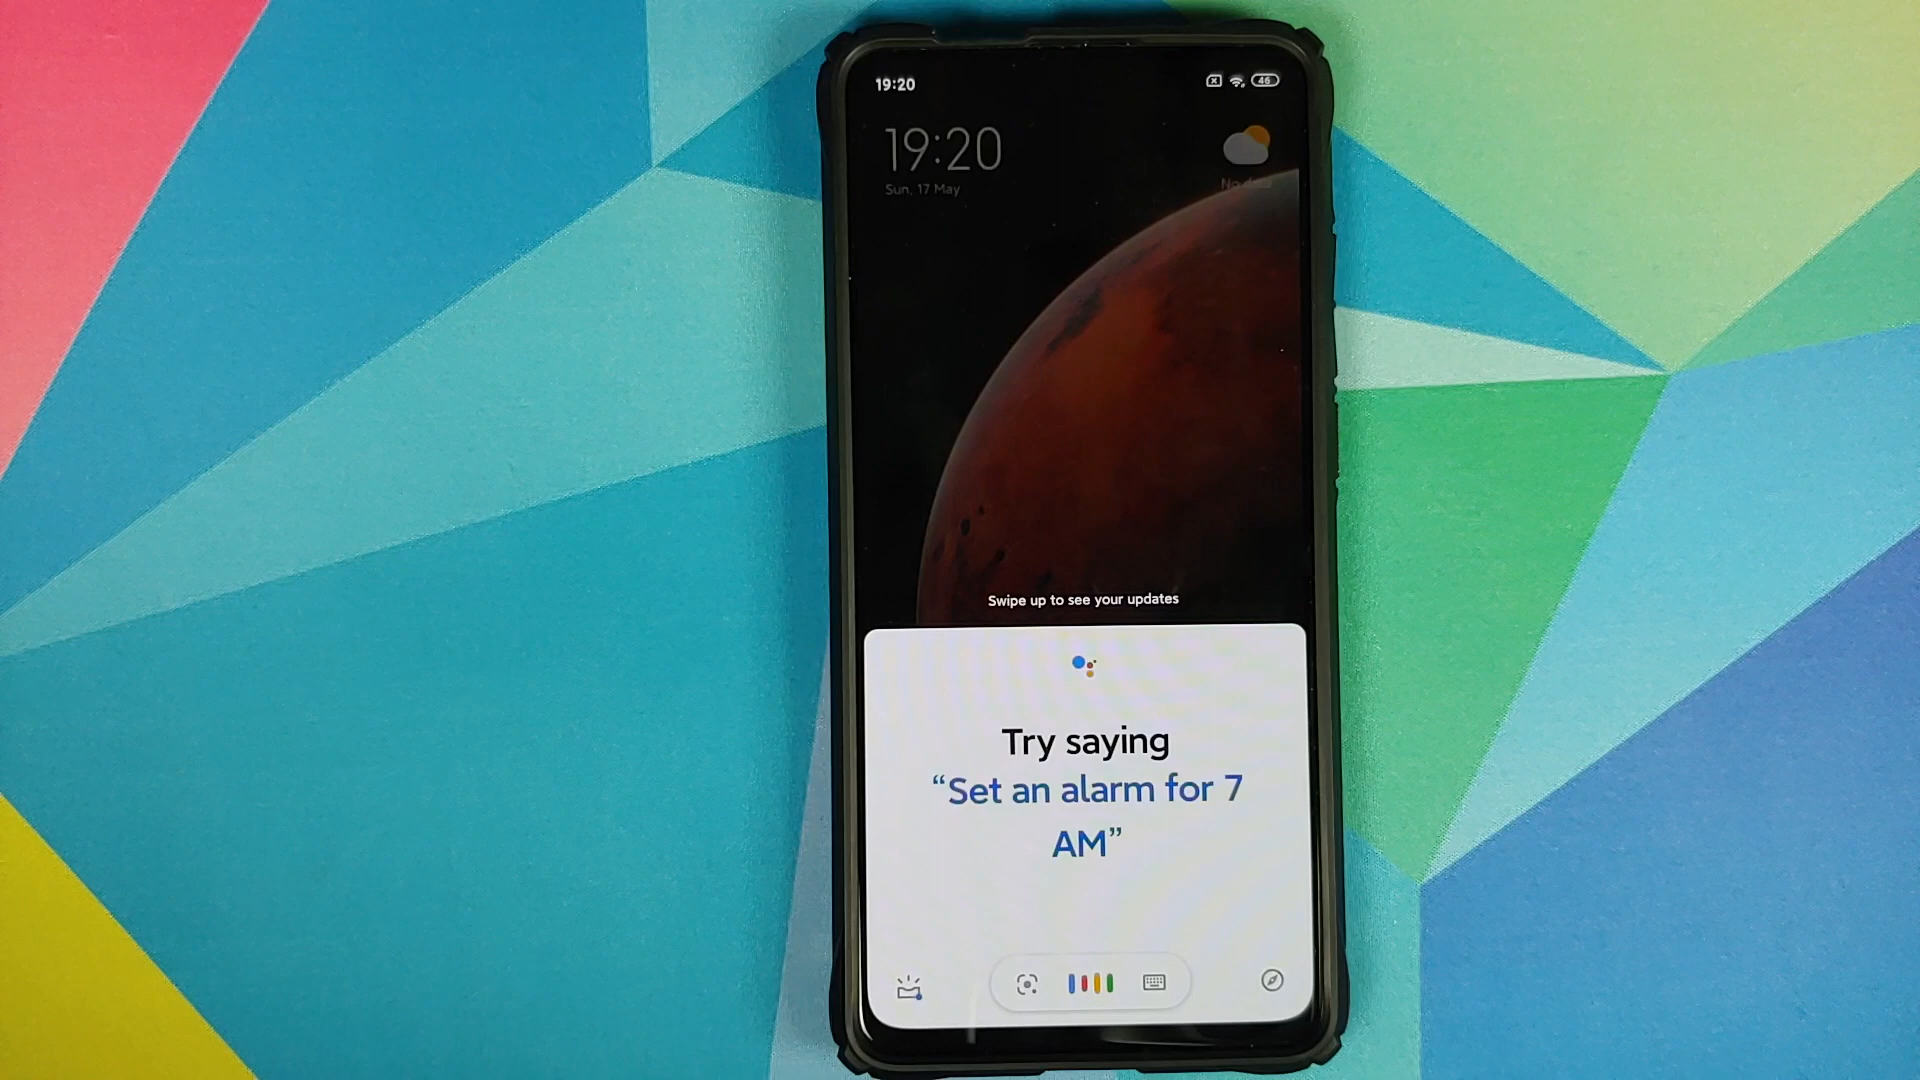 19:20
46
19:20
Sun, 17 May
Swipe up to see your updates
Try saying
“Set an alarm for 7
AM”